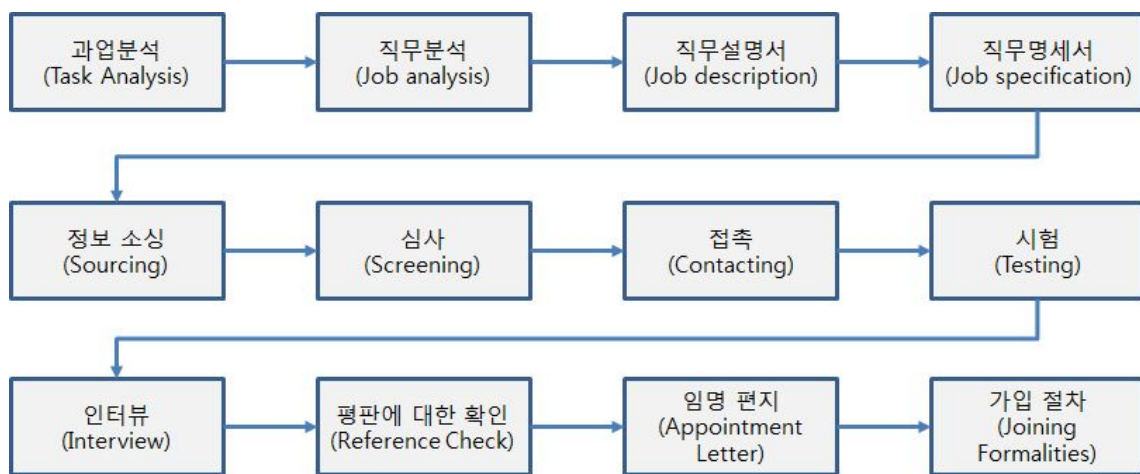 과업분석
(Task Analysis)
직무분석
(Job analysis)
직무설명서
(Job description)
직무명세서
(Job specification)
정보 소싱
(Sourcing)
심사
(Screening)
접촉
(Contacting)
시험
(Testing)
인터뷰
(Interview)
평판에 대한 확인
(Reference Check)
임명 편지
(Appointment
Letter)
가입 절차
(Joining
Formalities)